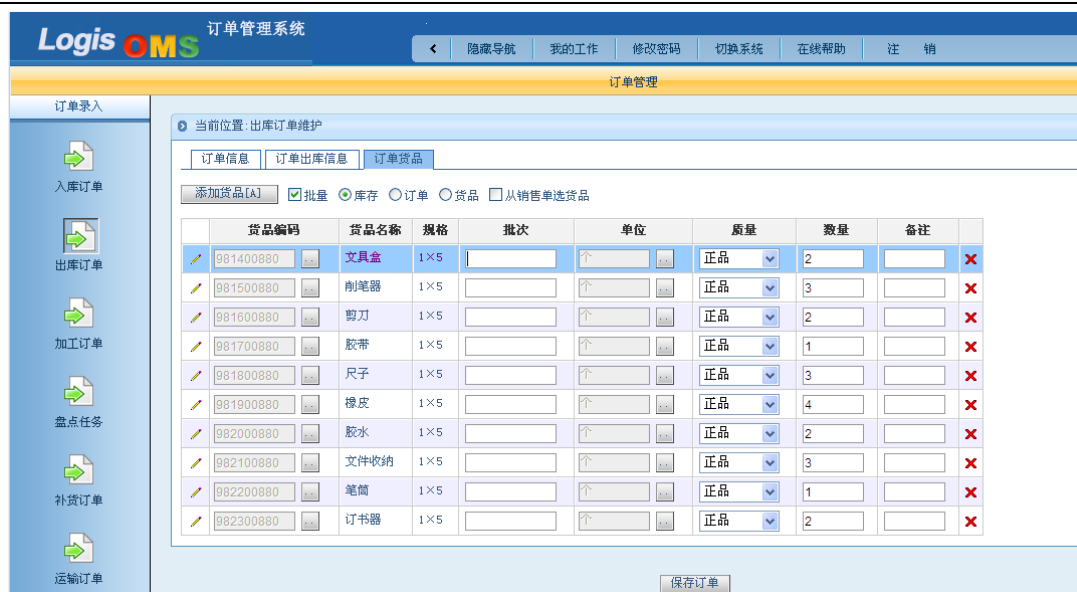 Logis OMS 订单管理系统
隐藏导航 我的工作 修改密码 切换系统 在线帮助 注 销
订单管理
订单录入
当前位置:出库订单维护
订单信息 订单出库信息 订单货品
入库订单
添加货品[A] 批量 库存 订单 货品 从销售单选货品
货品编码 货品名称 规格 批次 单位 质量 数量 备注
出库订单
981400880 .. 文具盒 1×5 个 .. 正品 2
981500880 .. 削笔器 1×5 个 .. 正品 3
981600880 .. 剪刀 1×5 个 .. 正品 2
加工订单
981700880 .. 胶带 1×5 个 .. 正品 1
981800880 .. 尺子 1×5 个 .. 正品 3
981900880 .. 橡皮 1×5 个 .. 正品 4
盘点任务
982000880 .. 胶水 1×5 个 .. 正品 2
982100880 .. 文件收纳 1×5 个 .. 正品 3
982200880 .. 笔筒 1×5 个 .. 正品 1
补货订单
982300880 .. 订书器 1×5 个 .. 正品 2
运输订单
保存订单